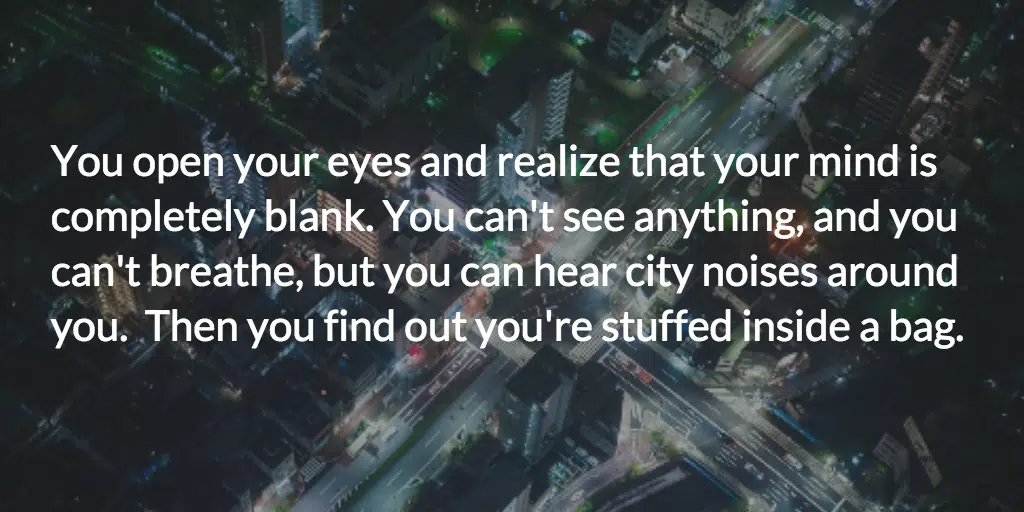 You open your eyes and realize that your mind is
completely blank. You can't see anything, and you
can't breathe, but you can hear city noises around
you.  Then you find out you're stuffed inside a bag.